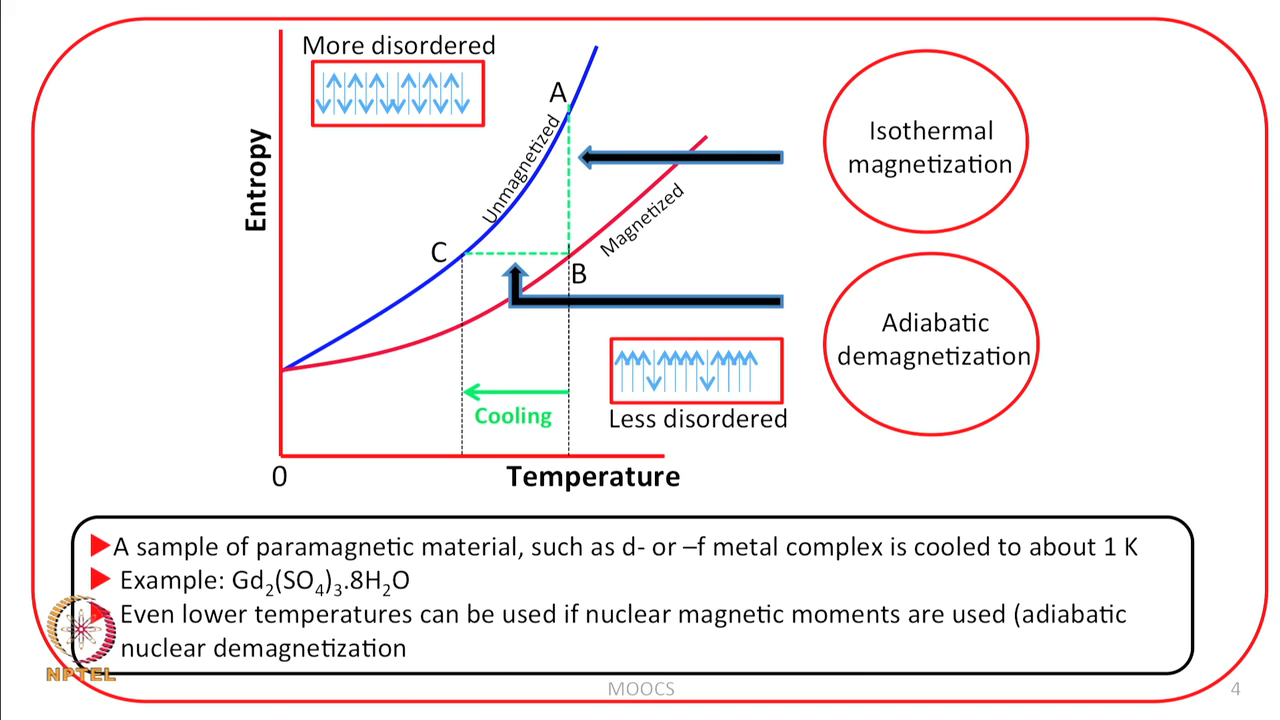 More disordered
A
Isothermal
magnetization
Entropy
Unmagnetized
Magnetized
C
B
Adiabatic
demagnetization
Cooling
Less disordered
0
Temperature
A sample of paramagnetic material, such as d- or –f metal complex is cooled to about 1 K
Example: Gd₂(SO₄)₃.8H₂O
Even lower temperatures can be used if nuclear magnetic moments are used (adiabatic
nuclear demagnetization
NPTEL
MOOCS
4